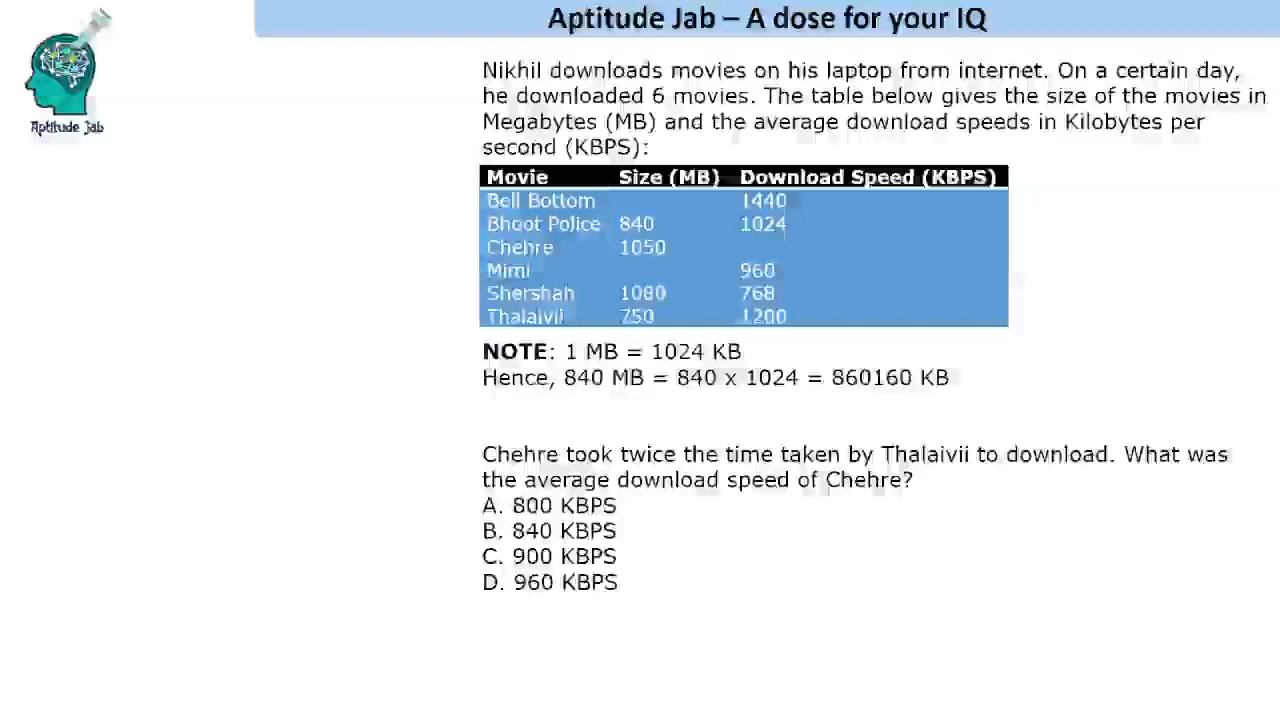 Aptitude Jab – A dose for your IQ
Aptitude Jab
Nikhil downloads movies on his laptop from internet. On a certain day,
he downloaded 6 movies. The table below gives the size of the movies in
Megabytes (MB) and the average download speeds in Kilobytes per
second (KBPS):
Movie Size (MB) Download Speed (KBPS)
Bell Bottom 1440
Bhoot Police 840 1024
Chehre 1050
Mimi 960
Shershah 1080 768
Thalaivii 750 1200
NOTE: 1 MB = 1024 KB
Hence, 840 MB = 840 x 1024 = 860160 KB
Chehre took twice the time taken by Thalaivii to download. What was
the average download speed of Chehre?
A. 800 KBPS
B. 840 KBPS
C. 900 KBPS
D. 960 KBPS